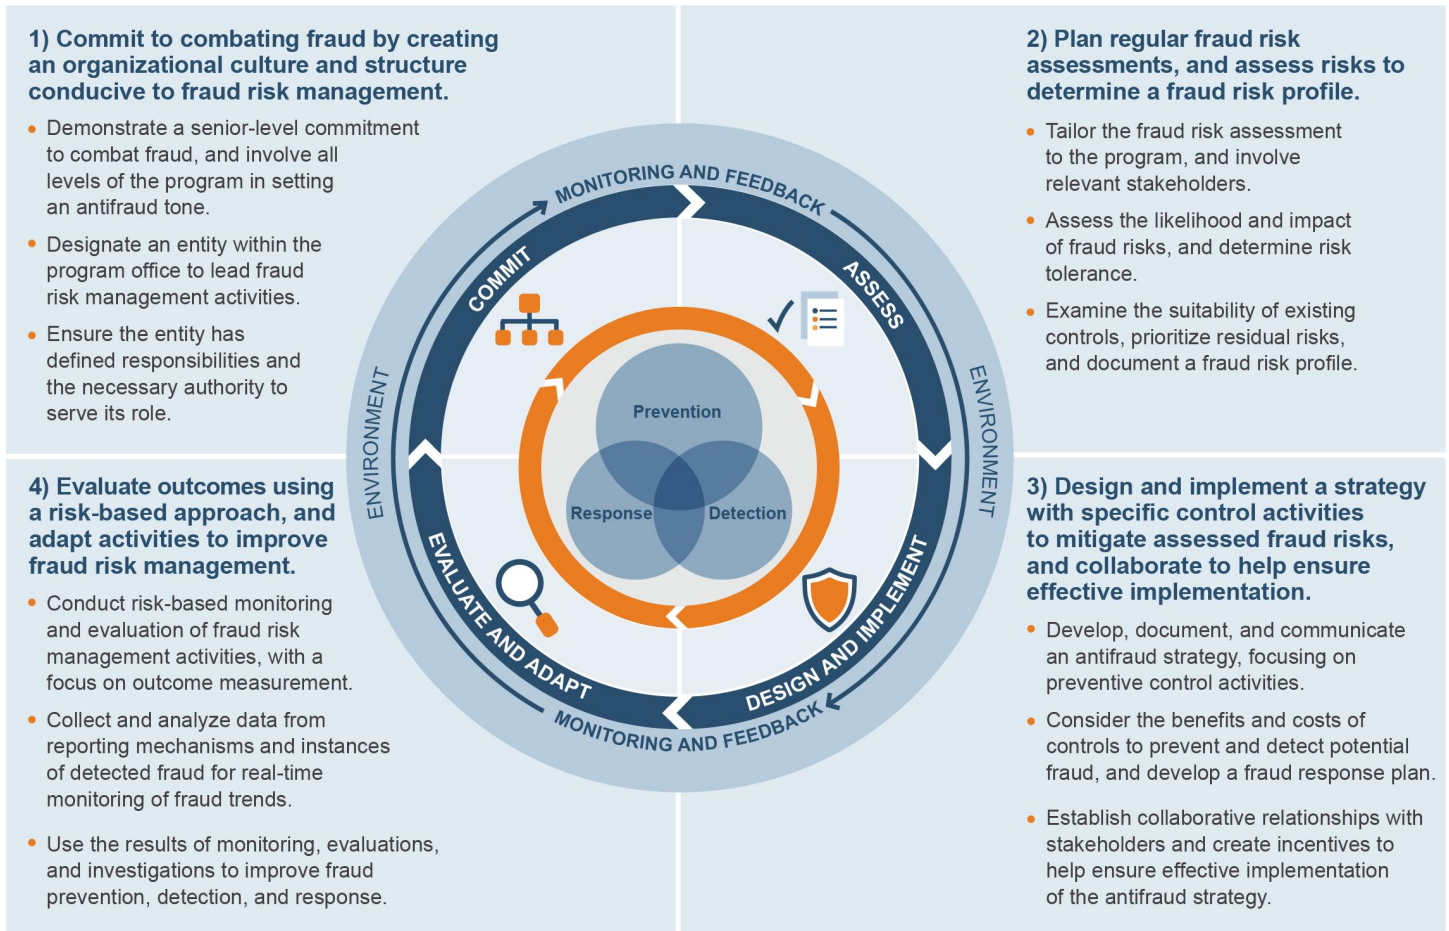 1) Commit to combating fraud by creating
an organizational culture and structure
conducive to fraud risk management.
Demonstrate a senior-level commitment
to combat fraud, and involve all
levels of the program in setting
an antifraud tone.
Designate an entity within the
program office to lead fraud
risk management activities.
Ensure the entity has
defined responsibilities and
the necessary authority to
serve its role.
2) Plan regular fraud risk
assessments, and assess risks to
determine a fraud risk profile.
Tailor the fraud risk assessment
to the program, and involve
relevant stakeholders.
Assess the likelihood and impact
of fraud risks, and determine risk
tolerance.
Examine the suitability of existing
controls, prioritize residual risks,
and document a fraud risk profile.
MONITORING AND FEEDBACK
COMMIT
ASSESS
ENVIRONMENT
ENVIRONMENT
Prevention
Response
Detection
EVALUATE AND ADAPT
DESIGN AND IMPLEMENT
MONITORING AND FEEDBACK
4) Evaluate outcomes using
a risk-based approach, and
adapt activities to improve
fraud risk management.
Conduct risk-based monitoring
and evaluation of fraud risk
management activities, with a
focus on outcome measurement.
Collect and analyze data from
reporting mechanisms and instances
of detected fraud for real-time
monitoring of fraud trends.
Use the results of monitoring, evaluations,
and investigations to improve fraud
prevention, detection, and response.
3) Design and implement a strategy
with specific control activities
to mitigate assessed fraud risks,
and collaborate to help ensure
effective implementation.
Develop, document, and communicate
an antifraud strategy, focusing on
preventive control activities.
Consider the benefits and costs of
controls to prevent and detect potential
fraud, and develop a fraud response plan.
Establish collaborative relationships with
stakeholders and create incentives to
help ensure effective implementation
of the antifraud strategy.